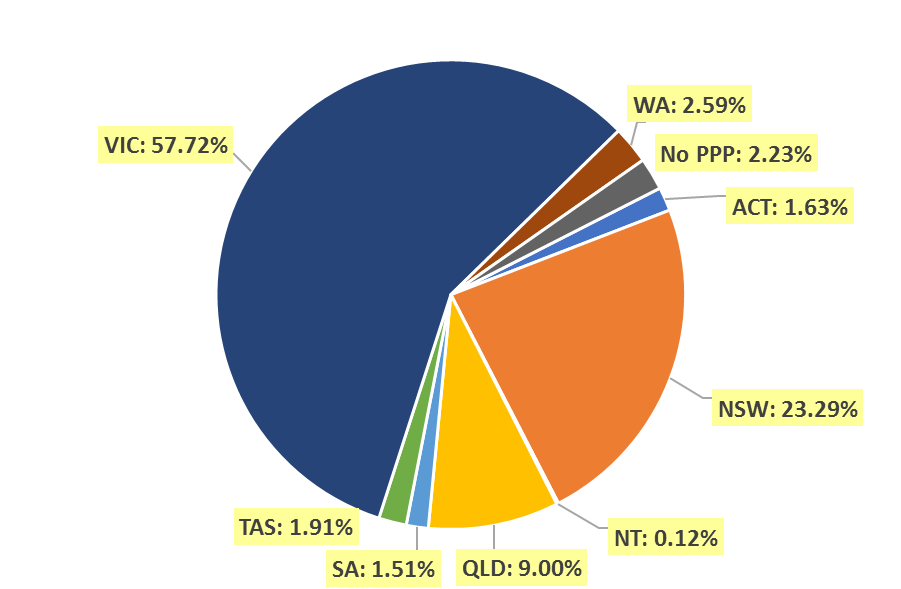 WA: 2.59%
VIC: 57.72%
No PPP: 2.23%
ACT: 1.63%
NSW: 23.29%
TAS: 1.91%
NT: 0.12%
SA: 1.51%
QLD: 9.00%